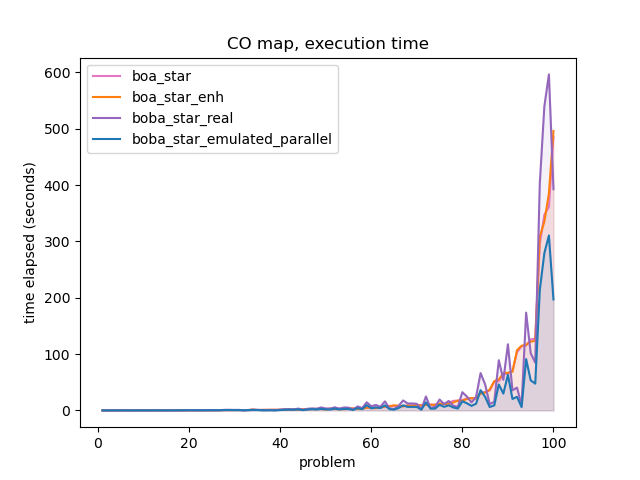 CO map, execution time
boa_star
boa_star_enh
boba_star_real
boba_star_emulated_parallel
time elapsed (seconds)
600
500
400
300
200
100
0
0 20 40 60 80 100
problem